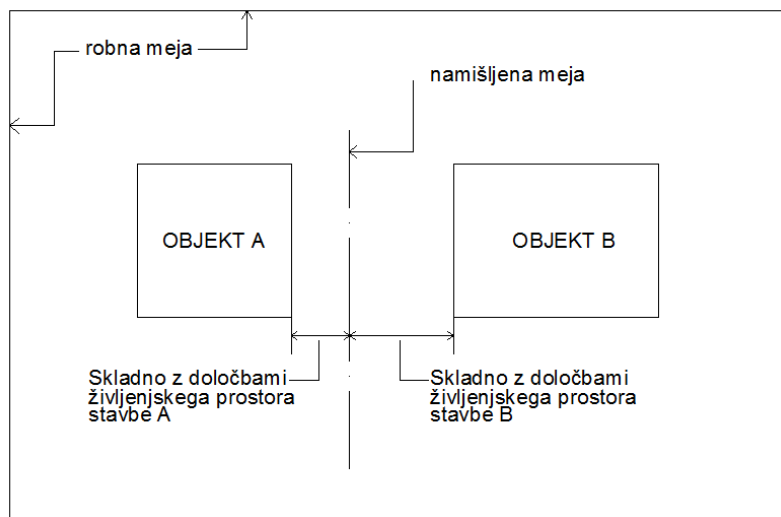 robna meja
namišljena meja
OBJEKT A
OBJEKT B
Skladno z določbami
življenjskega prostora
stavbe A
Skladno z določbami
življenjskega prostora
stavbe B